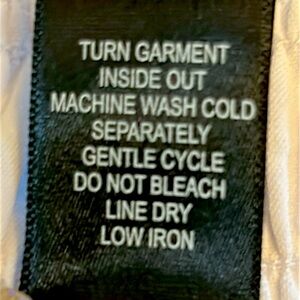 TURN GARMENT
INSIDE OUT
MACHINE WASH COLD
SEPARATELY
GENTLE CYCLE
DO NOT BLEACH
LINE DRY
LOW IRON